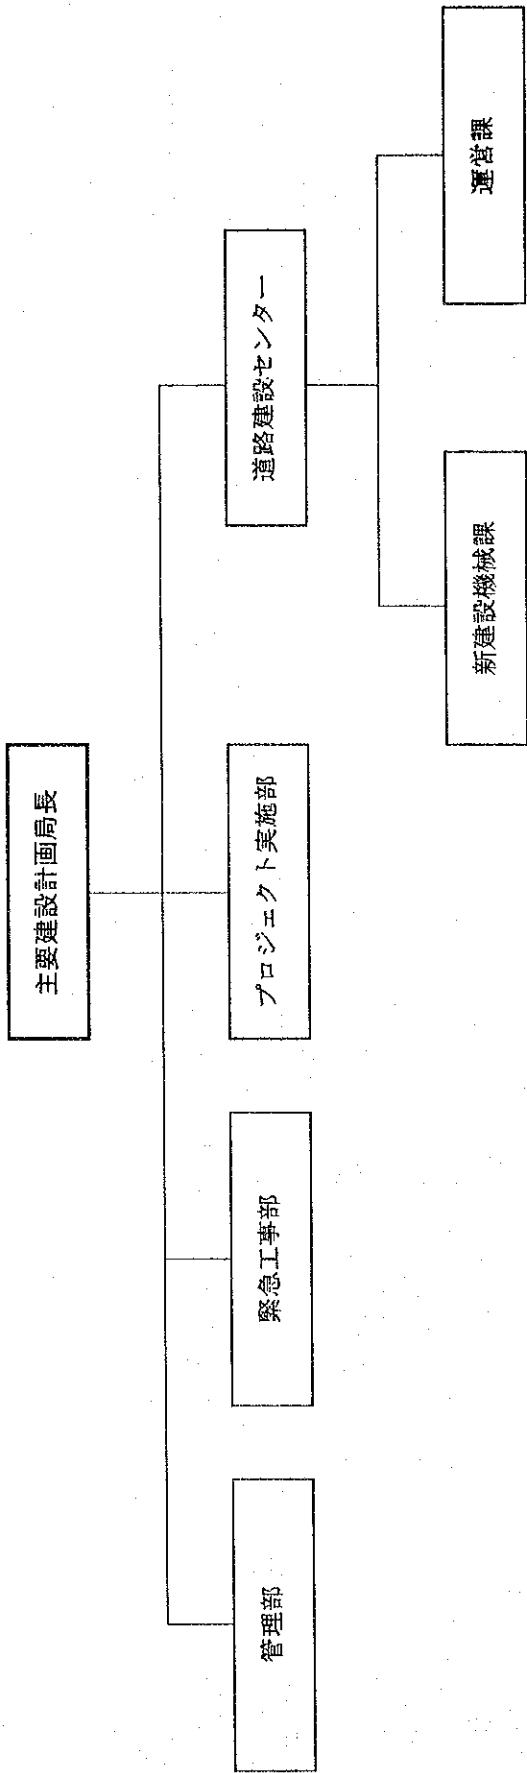 主要建設計画局長
管理部
緊急工事部
プロジェクト実施部
道路建設センター
新建設機械課
運営課